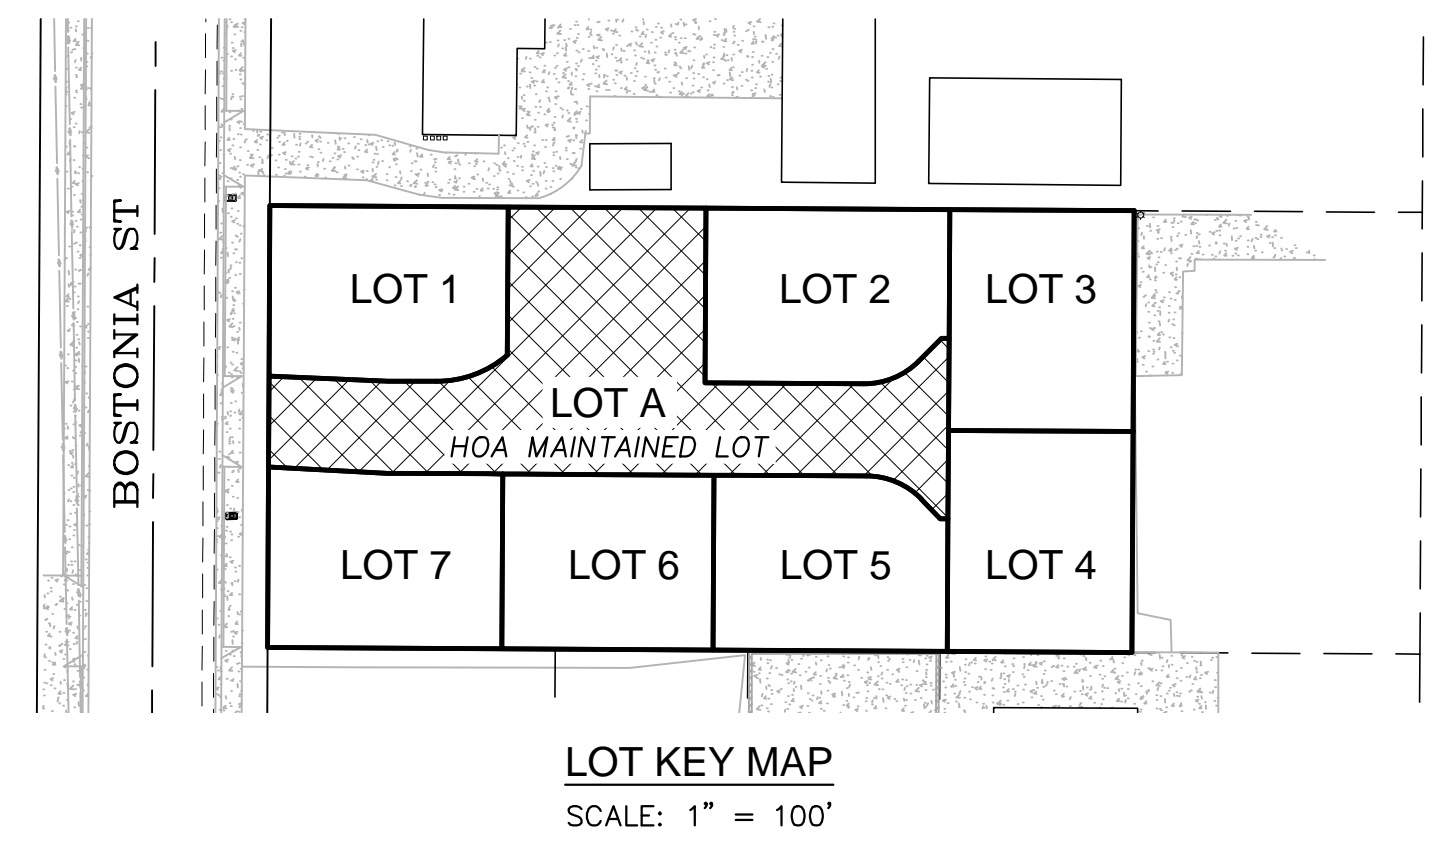 BOSTONIA ST
LOT 1
LOT 2
LOT 3
LOT A
HOA MAINTAINED LOT
LOT 7
LOT 6
LOT 5
LOT 4
LOT KEY MAP
SCALE: 1” = 100’